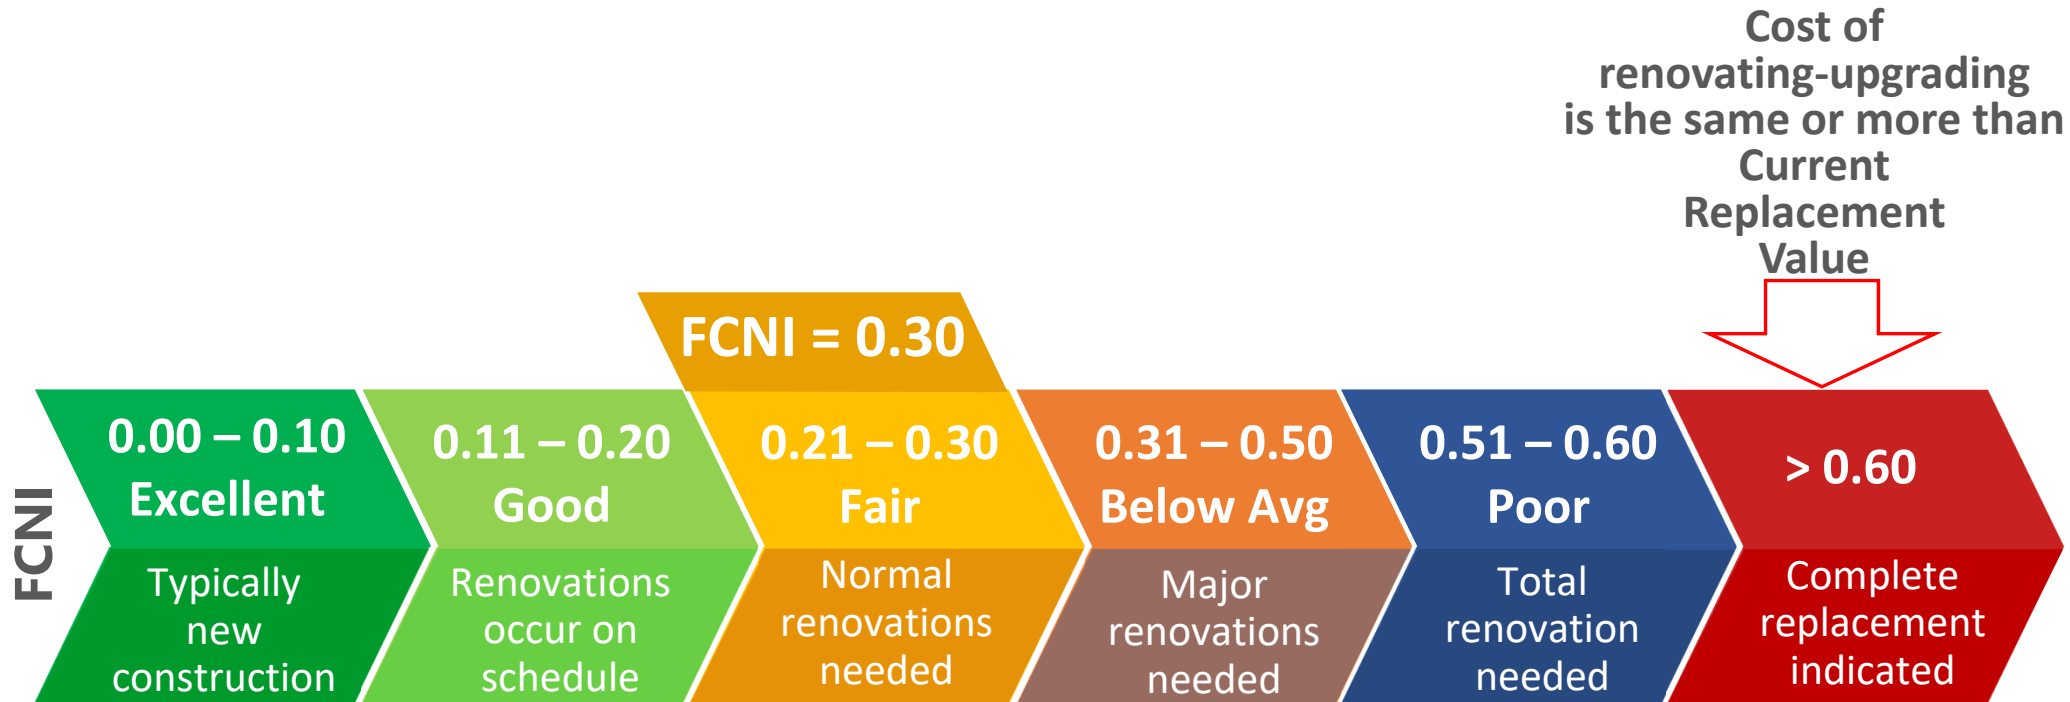 Cost of
renovating-upgrading
is the same or more than
Current
Replacement
Value
FCNI = 0.30
FCNI
0.00 – 0.10
Excellent
Typically
new
construction
0.11 – 0.20
Good
Renovations
occur on
schedule
0.21 – 0.30
Fair
Normal
renovations
needed
0.31 – 0.50
Below Avg
Major
renovations
needed
0.51 – 0.60
Poor
Total
renovation
needed
> 0.60
Complete
replacement
indicated